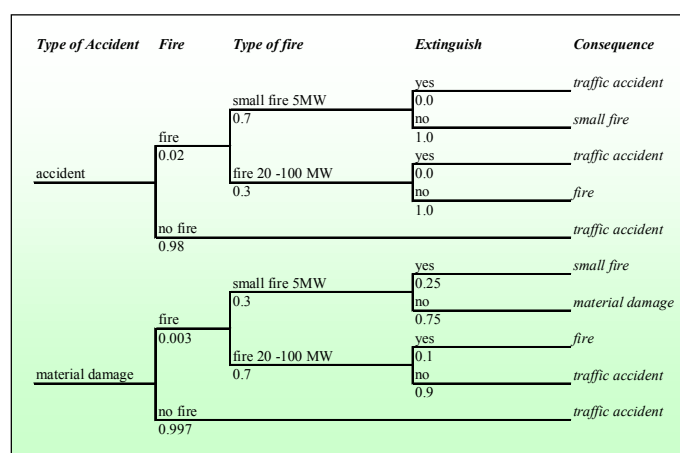 Type of Accident Fire Type of fire Extinguish Consequence
yes traffic accident
small fire 5MW 0.0
0.7 no small fire
fire 1.0
0.02 yes traffic accident
fire 20 -100 MW 0.0
accident 0.3 no fire
1.0
no fire traffic accident
0.98
yes small fire
small fire 5MW 0.25
0.3 no material damage
fire 0.75
0.003 yes fire
fire 20 -100 MW 0.1
material damage 0.7 no traffic accident
0.9
no fire traffic accident
0.997